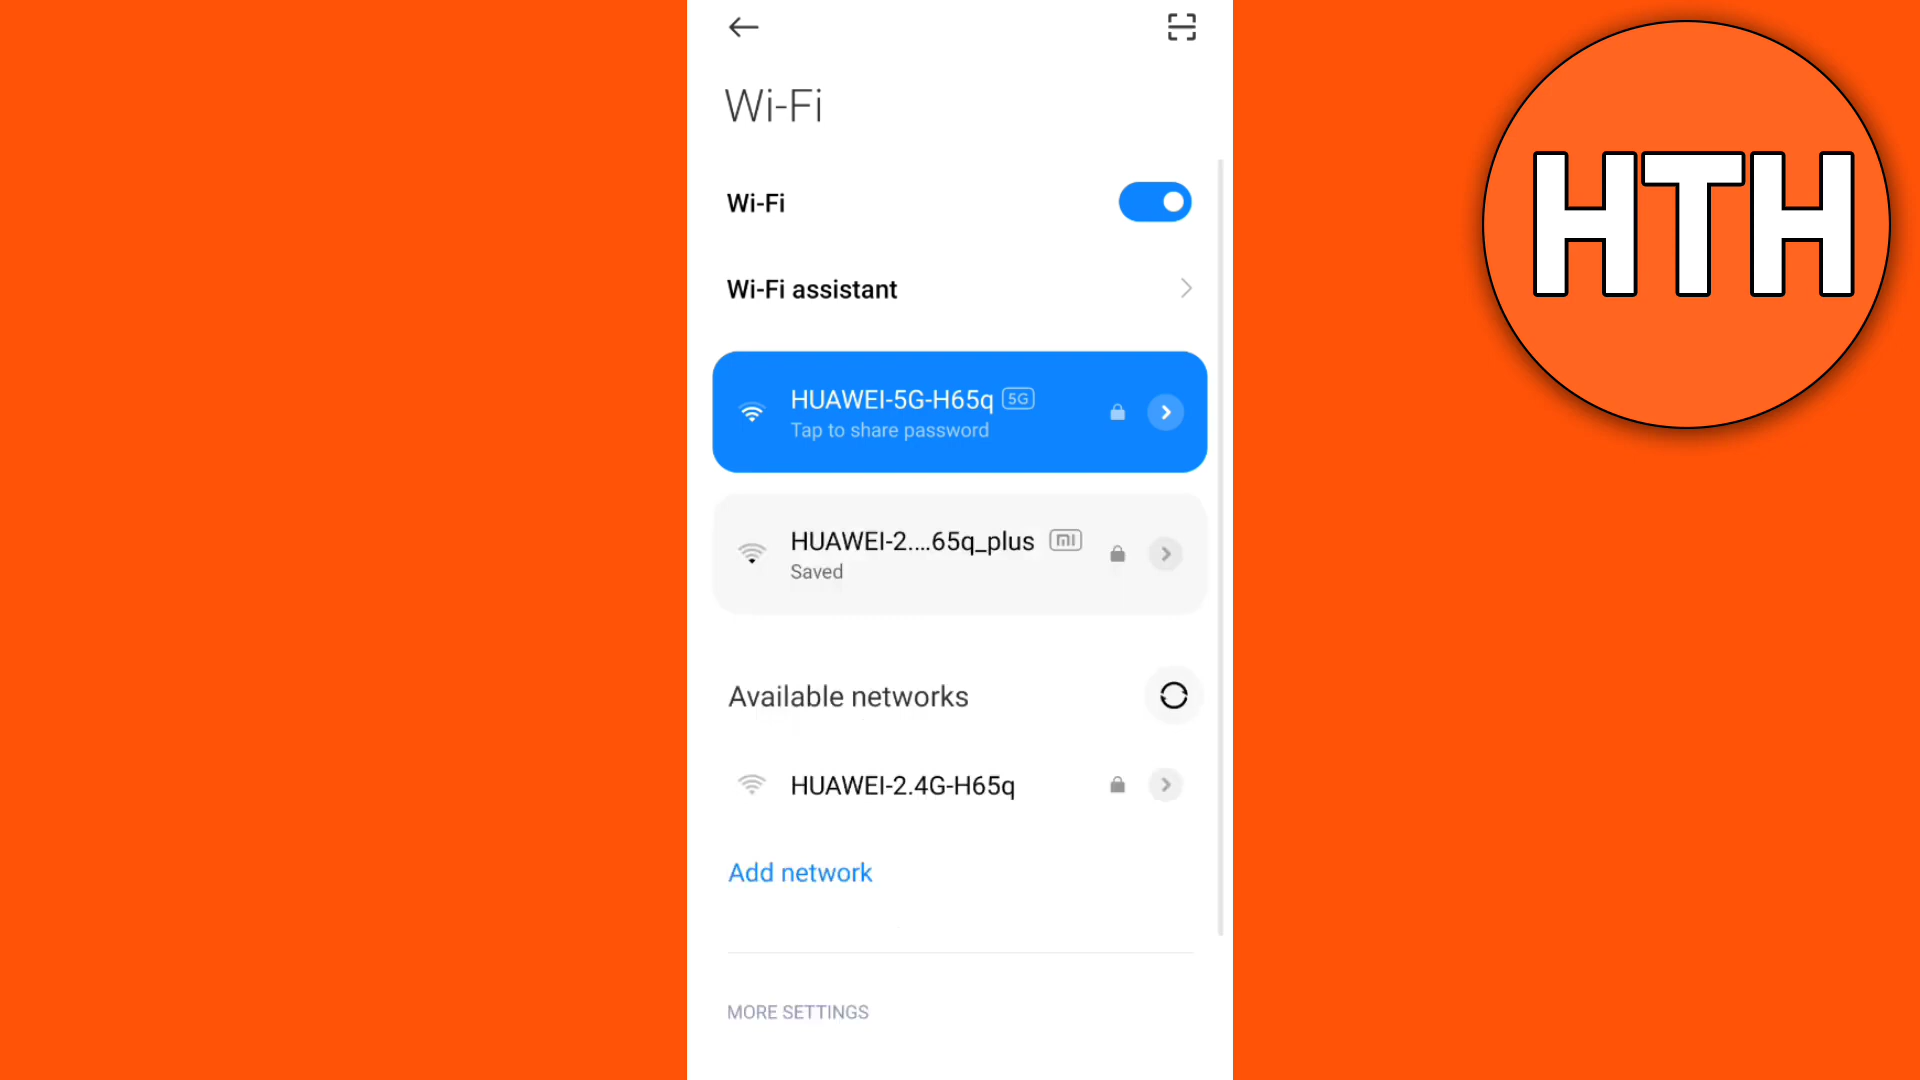 Wi-Fi
Wi-Fi
Wi-Fi assistant
HUAWEI-5G-H65q 5G
Tap to share password
HUAWEI-2....65q_plus MI
Saved
Available networks
HUAWEI-2.4G-H65q
Add network
MORE SETTINGS
HTH